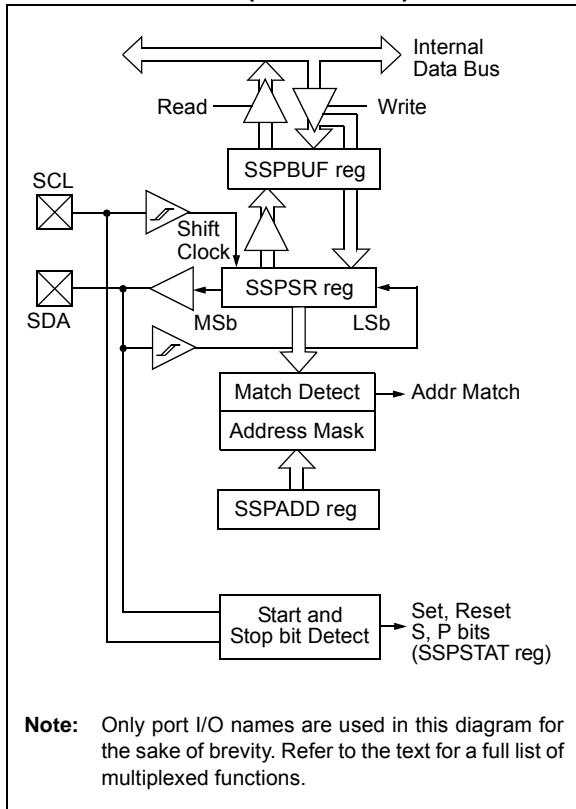 Internal
Data Bus
Read
Write
SSPBUF reg
SCL
Shift
Clock
SSPSR reg
SDA
MSb
LSb
Match Detect
Addr Match
Address Mask
SSPADD reg
Start and
Stop bit Detect
Set, Reset
S, P bits
(SSPSTAT reg)
Note: Only port I/O names are used in this diagram for
the sake of brevity. Refer to the text for a full list of
multiplexed functions.